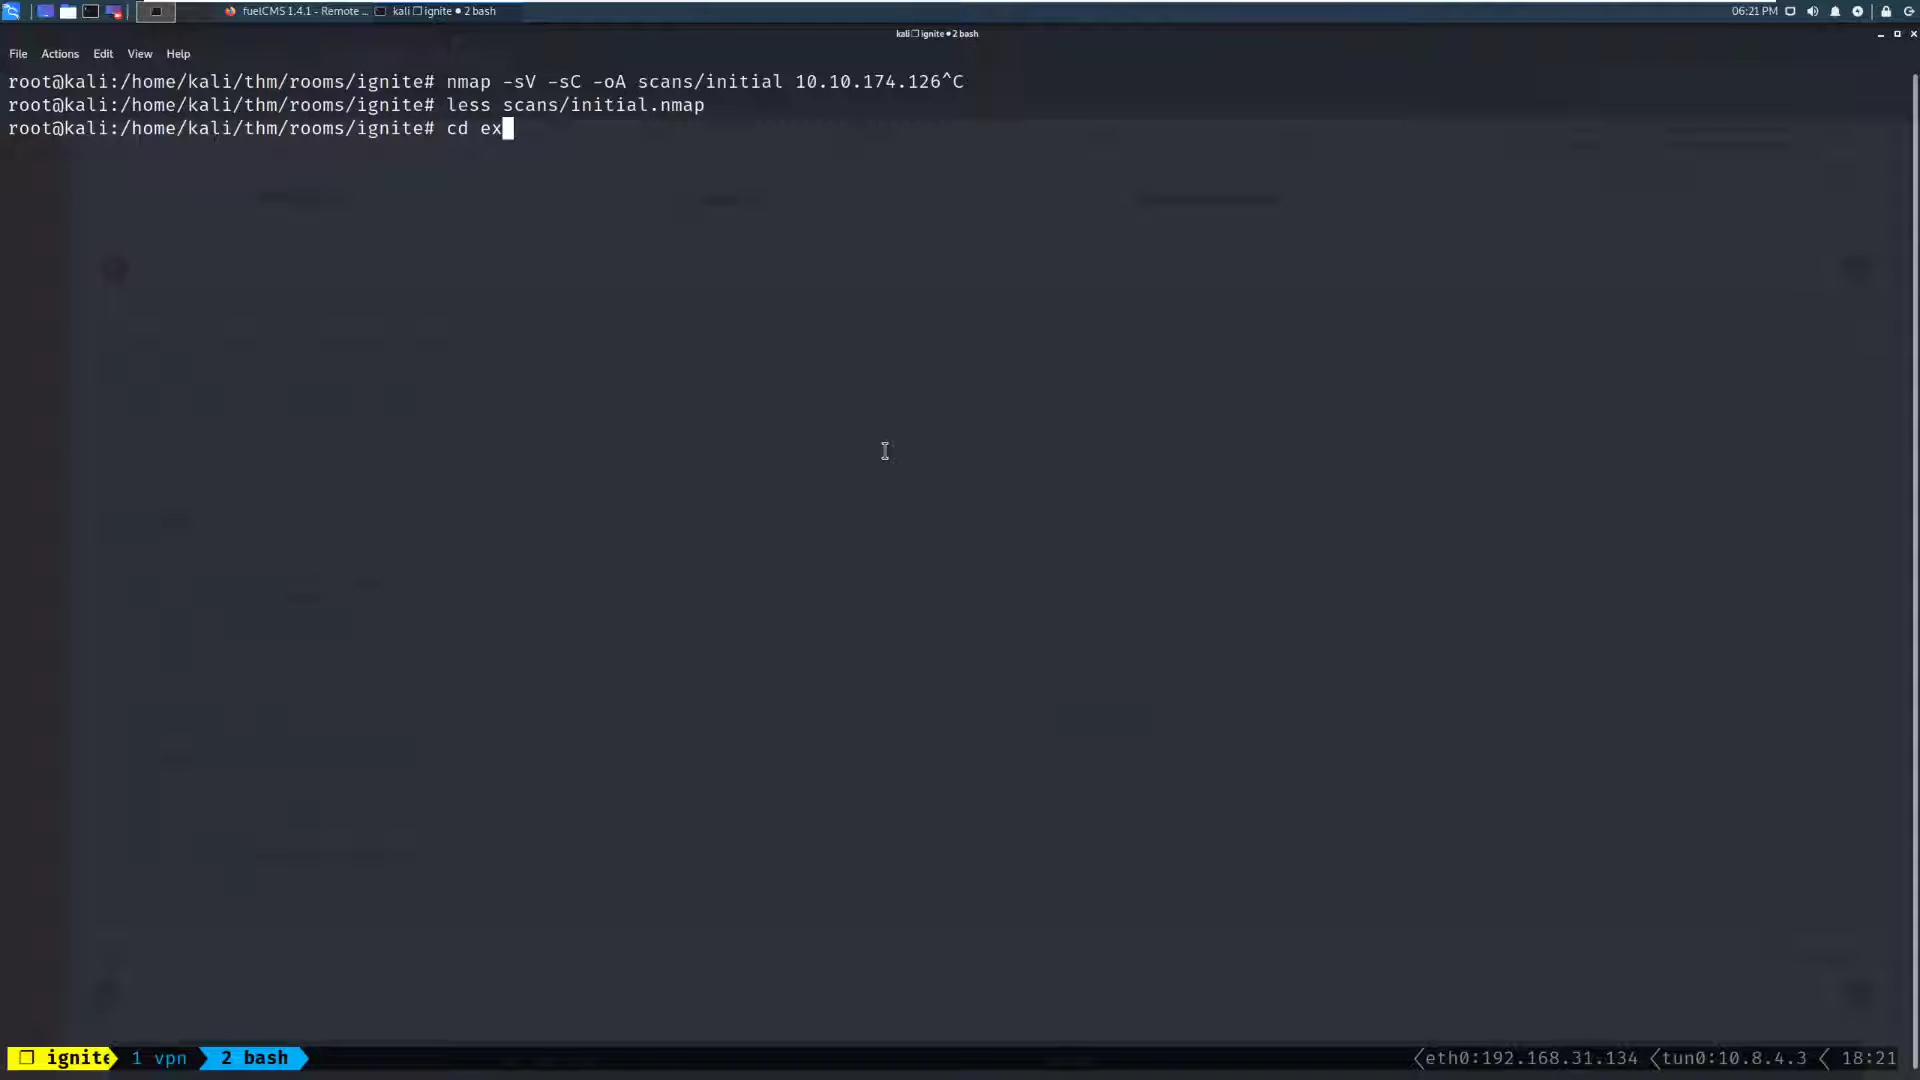 fuelCMS 1.4.1 - Remote ... kali ❐ ignite ● 2 bash 06:21 PM
kali ❐ ignite ● 2 bash
File Actions Edit View Help
root@kali:/home/kali/thm/rooms/ignite# nmap -sV -sC -oA scans/initial 10.10.174.126^C
root@kali:/home/kali/thm/rooms/ignite# less scans/initial.nmap
root@kali:/home/kali/thm/rooms/ignite# cd ex
❐ ignite 1 vpn 2 bash eth0:192.168.31.134 tun0:10.8.4.3 18:21